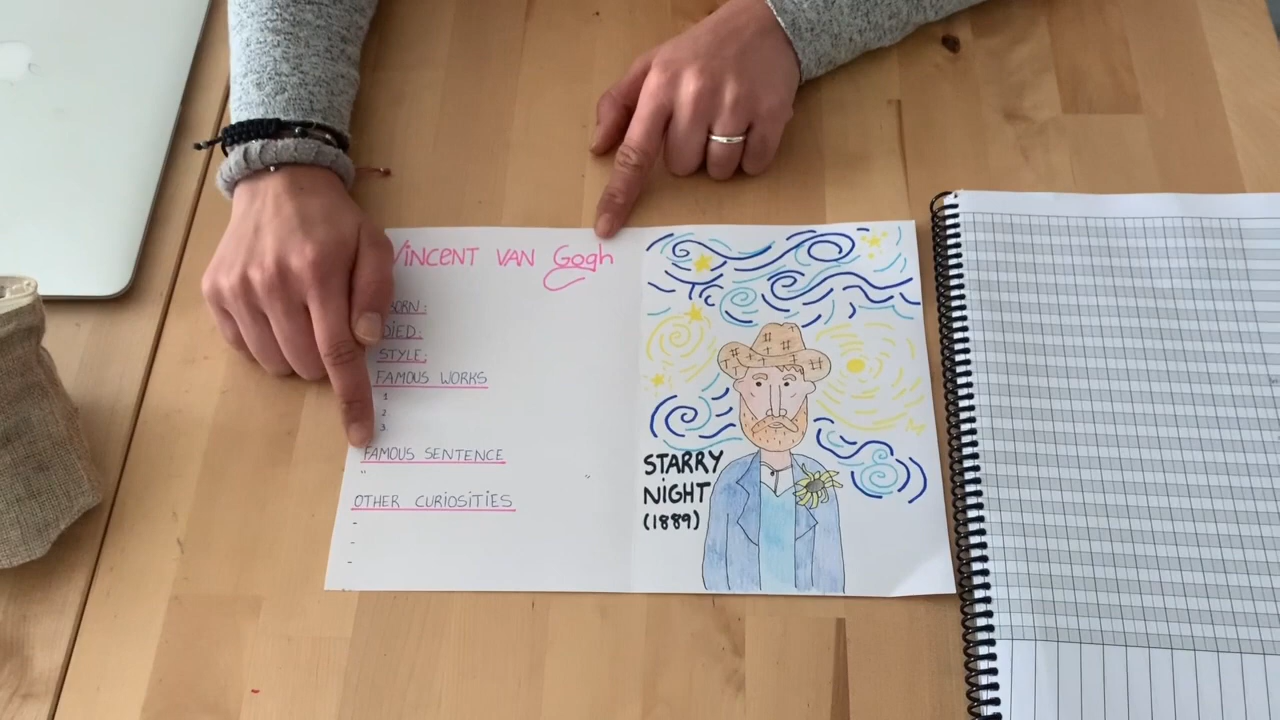 VINCENT VAN Gogh
BORN:
DIED:
STYLE:
FAMOUS WORKS
1
2
3.
FAMOUS SENTENCE
" "
OTHER CURIOSITIES
-
-
-
STARRY
NIGHT
(1889)